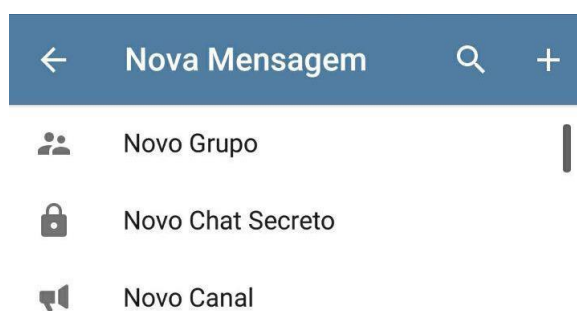 Nova Mensagem
Novo Grupo
Novo Chat Secreto
Novo Canal